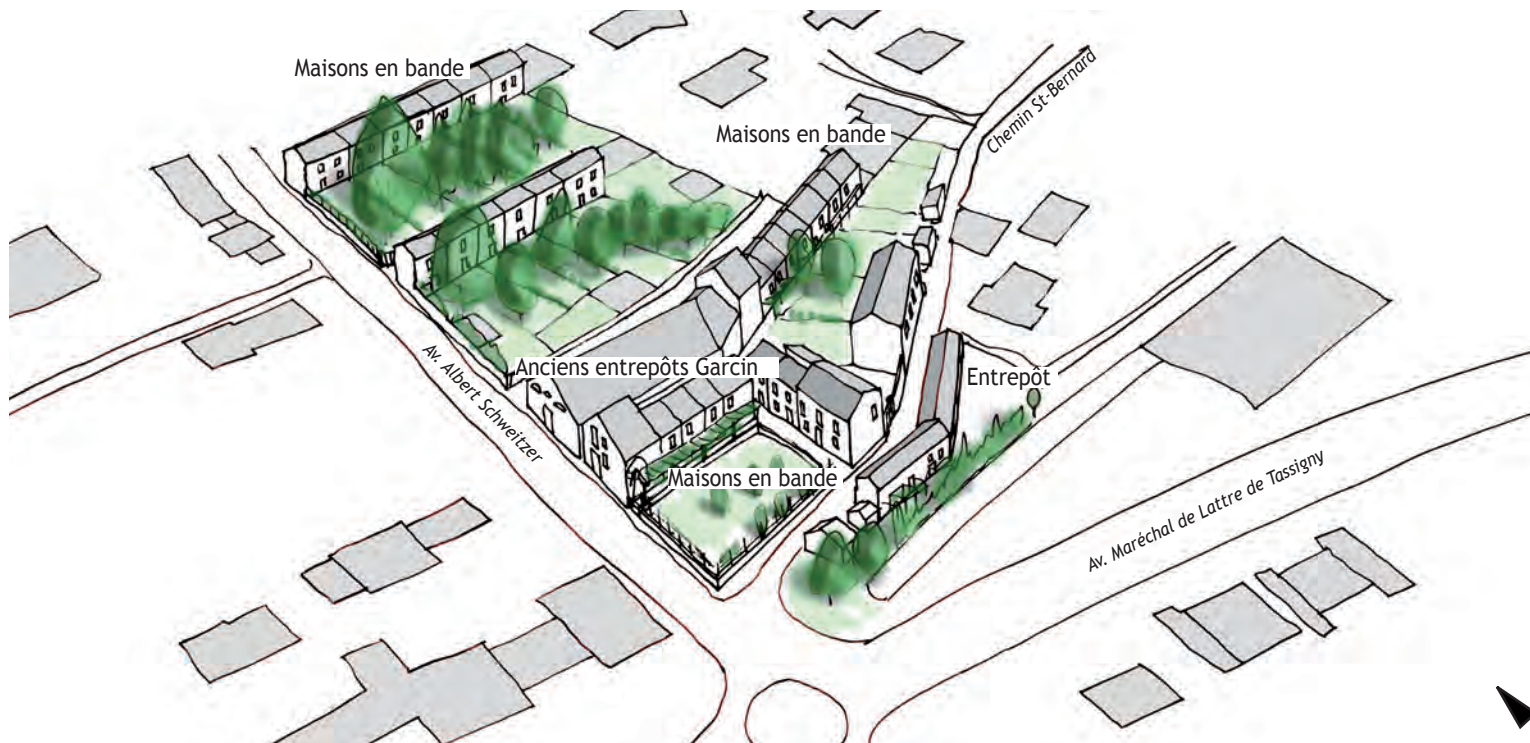 Maisons en bande
Maisons en bande
Chemin St-Bernard
Anciens entrepôts Garcin
Entrepôt
Av. Albert Schweitzer
Maisons en bande
Av. Maréchal de Lattre de Tassigny